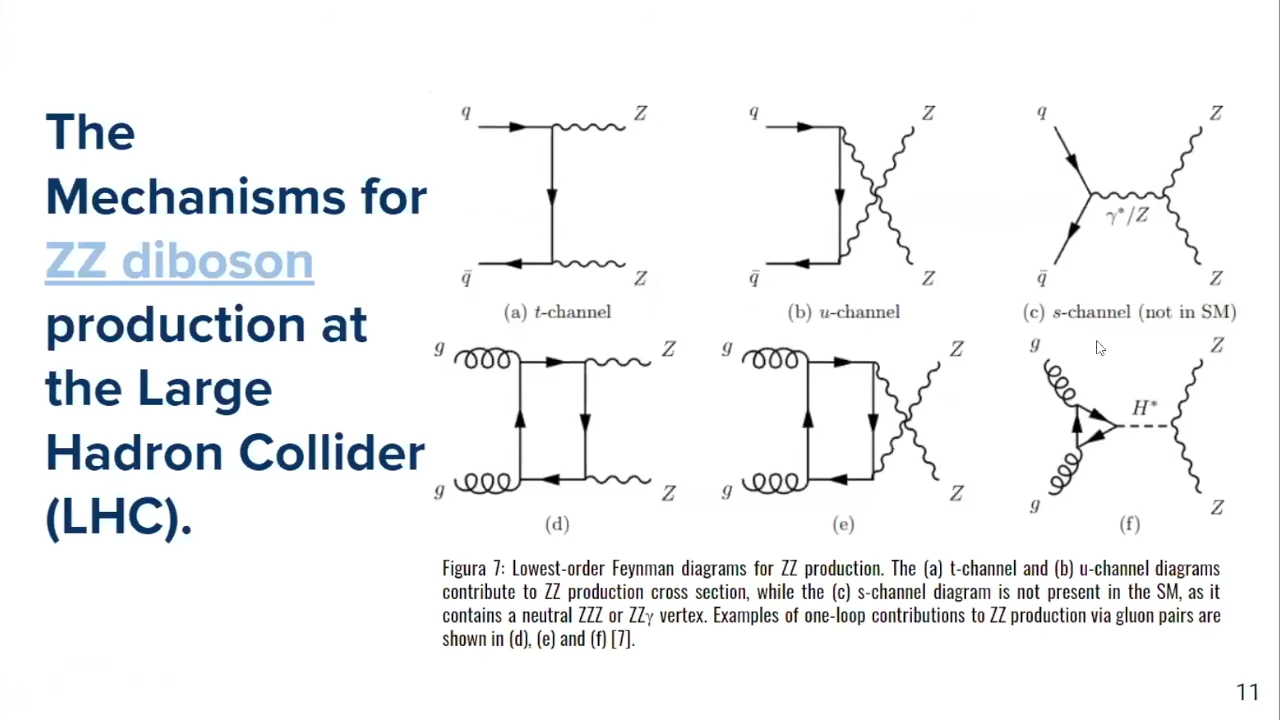 The
Mechanisms for
ZZ diboson
production at
the Large
Hadron Collider
(LHC).
q Z q Z q Z
γ*/Z
q̄ Z q̄ Z q̄ Z
(a) t-channel (b) u-channel (c) s-channel (not in SM)
g Z g Z g Z
H*
g Z g Z g Z
(d) (e) (f)
Figura 7: Lowest-order Feynman diagrams for ZZ production. The (a) t-channel and (b) u-channel diagrams
contribute to ZZ production cross section, while the (c) s-channel diagram is not present in the SM, as it
contains a neutral ZZZ or ZZγ vertex. Examples of one-loop contributions to ZZ production via gluon pairs are
shown in (d), (e) and (f) [7].
11